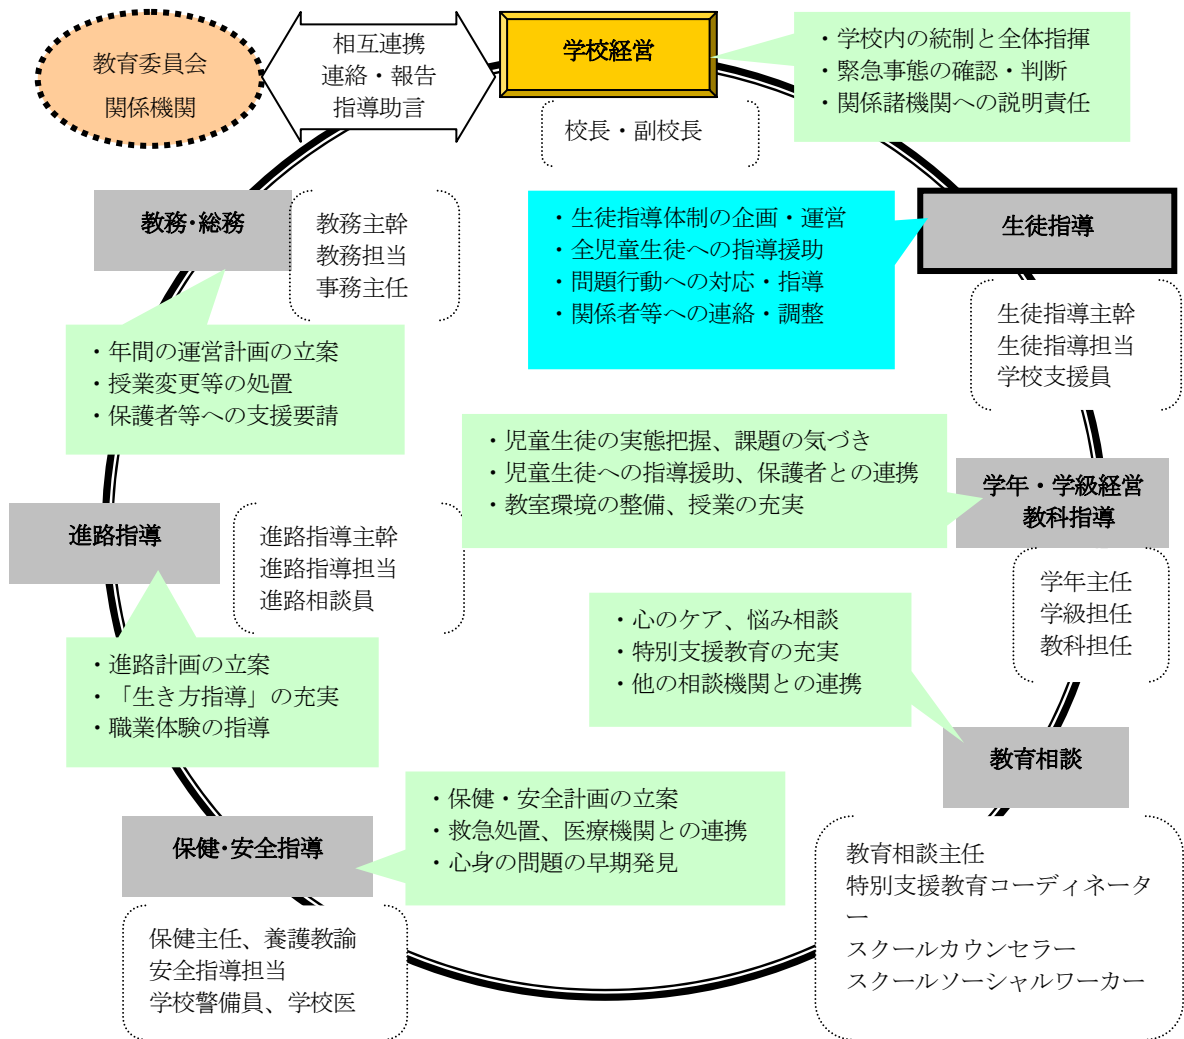 教育委員会
関係機関
相互連携
連絡・報告
指導助言
学校経営
校長・副校長
・学校内の統制と全体指揮
・緊急事態の確認・判断
・関係諸機関への説明責任
教務・総務
教務主幹
教務担当
事務主任
・年間の運営計画の立案
・授業変更等の処置
・保護者等への支援要請
・生徒指導体制の企画・運営
・全児童生徒への指導援助
・問題行動への対応・指導
・関係者等への連絡・調整
生徒指導
生徒指導主幹
生徒指導担当
学校支援員
・児童生徒の実態把握、課題の気づき
・児童生徒への指導援助、保護者との連携
・教室環境の整備、授業の充実
学年・学級経営
教科指導
学年主任
学級担任
教科担任
進路指導
進路指導主幹
進路指導担当
進路相談員
・進路計画の立案
・「生き方指導」の充実
・職業体験の指導
・心のケア、悩み相談
・特別支援教育の充実
・他の相談機関との連携
教育相談
教育相談主任
特別支援教育コーディネータ
ー
スクールカウンセラー
スクールソーシャルワーカー
保健・安全指導
・保健・安全計画の立案
・救急処置、医療機関との連携
・心身の問題の早期発見
保健主任、養護教諭
安全指導担当
学校警備員、学校医